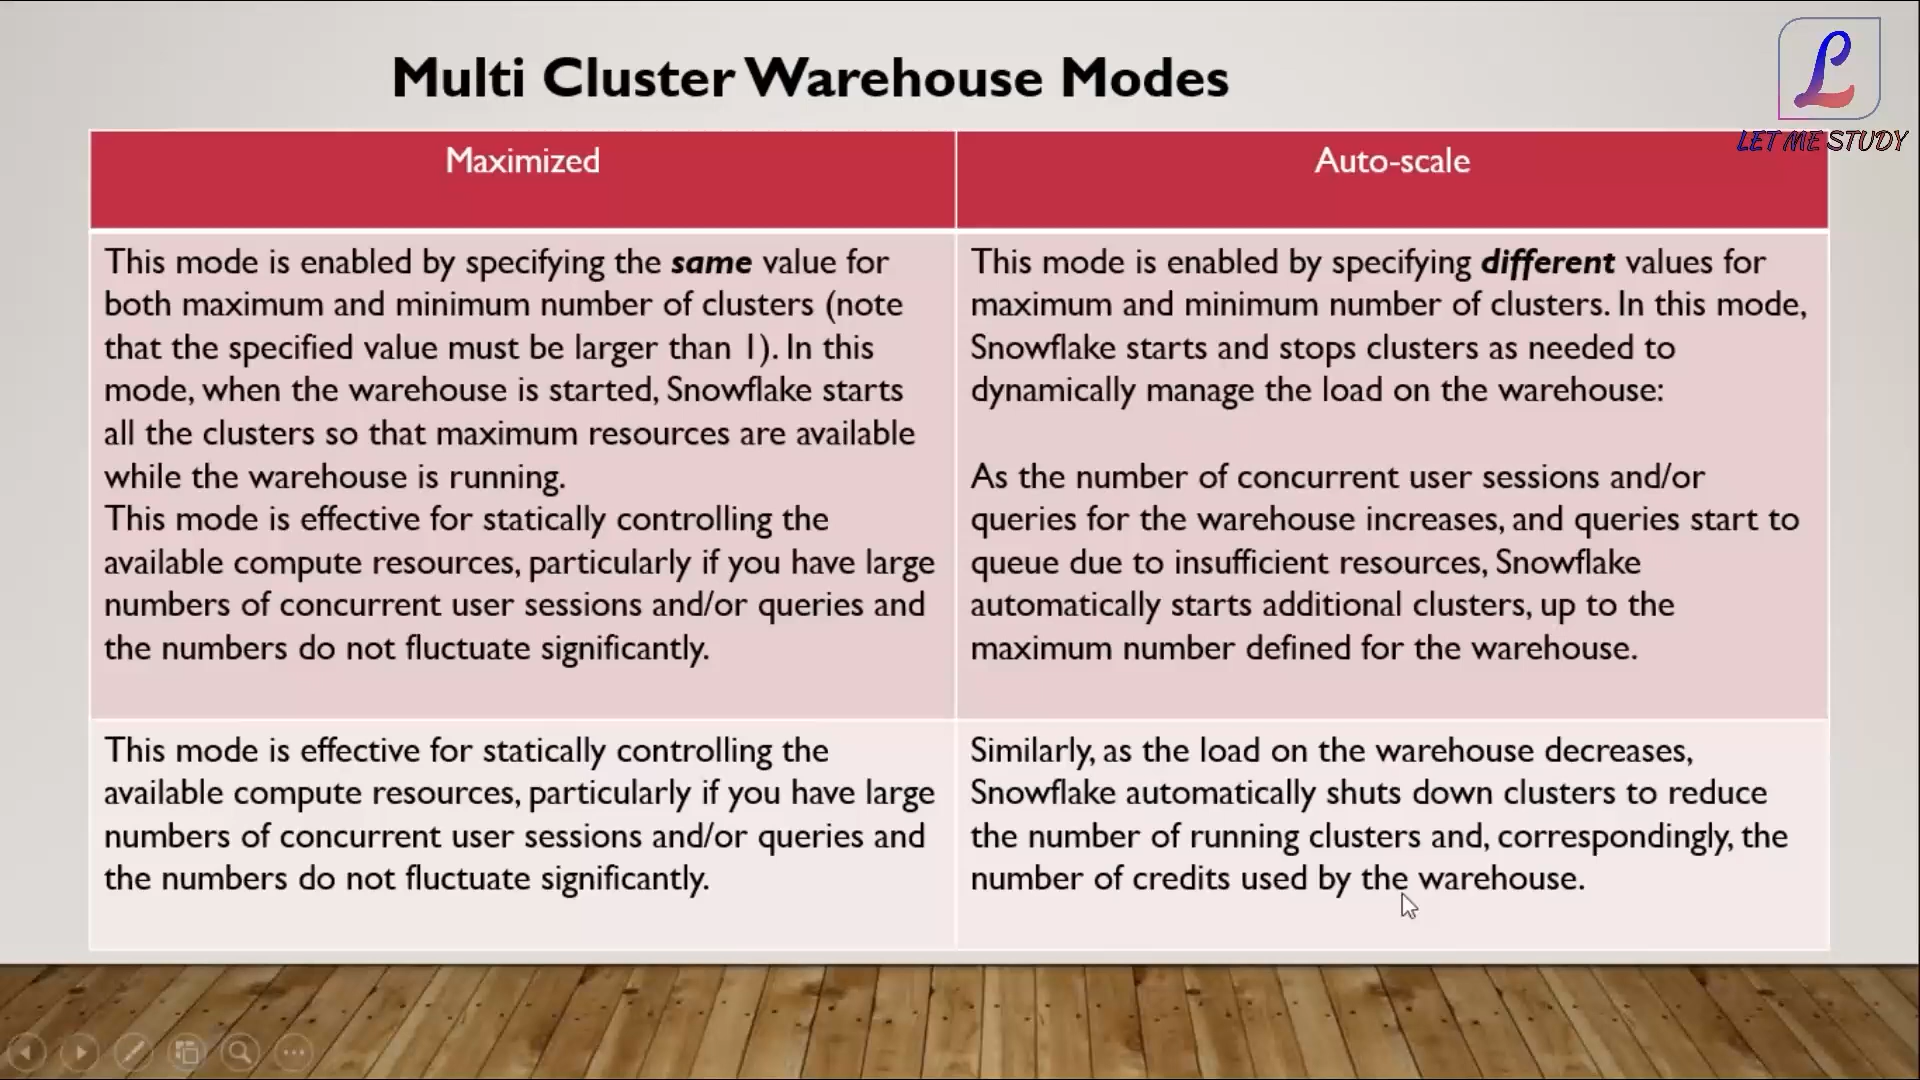 Multi Cluster Warehouse Modes
L
LET ME STUDY
Maximized
Auto-scale
This mode is enabled by specifying the same value for
both maximum and minimum number of clusters (note
that the specified value must be larger than 1). In this
mode, when the warehouse is started, Snowflake starts
all the clusters so that maximum resources are available
while the warehouse is running.
This mode is effective for statically controlling the
available compute resources, particularly if you have large
numbers of concurrent user sessions and/or queries and
the numbers do not fluctuate significantly.
This mode is enabled by specifying different values for
maximum and minimum number of clusters. In this mode,
Snowflake starts and stops clusters as needed to
dynamically manage the load on the warehouse:
As the number of concurrent user sessions and/or
queries for the warehouse increases, and queries start to
queue due to insufficient resources, Snowflake
automatically starts additional clusters, up to the
maximum number defined for the warehouse.
This mode is effective for statically controlling the
available compute resources, particularly if you have large
numbers of concurrent user sessions and/or queries and
the numbers do not fluctuate significantly.
Similarly, as the load on the warehouse decreases,
Snowflake automatically shuts down clusters to reduce
the number of running clusters and, correspondingly, the
number of credits used by the warehouse.